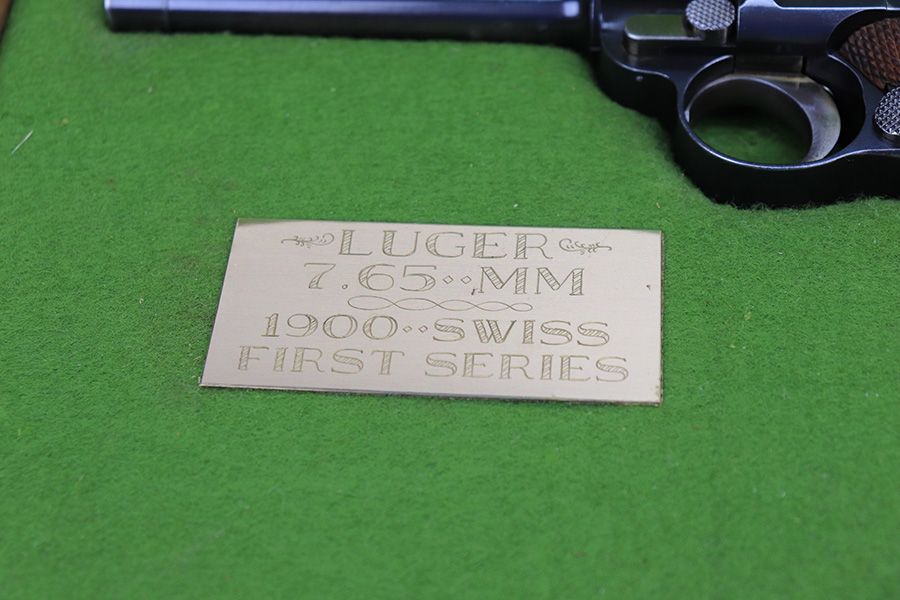 LUGER
7.65··MM
1900··SWISS
FIRST SERIES